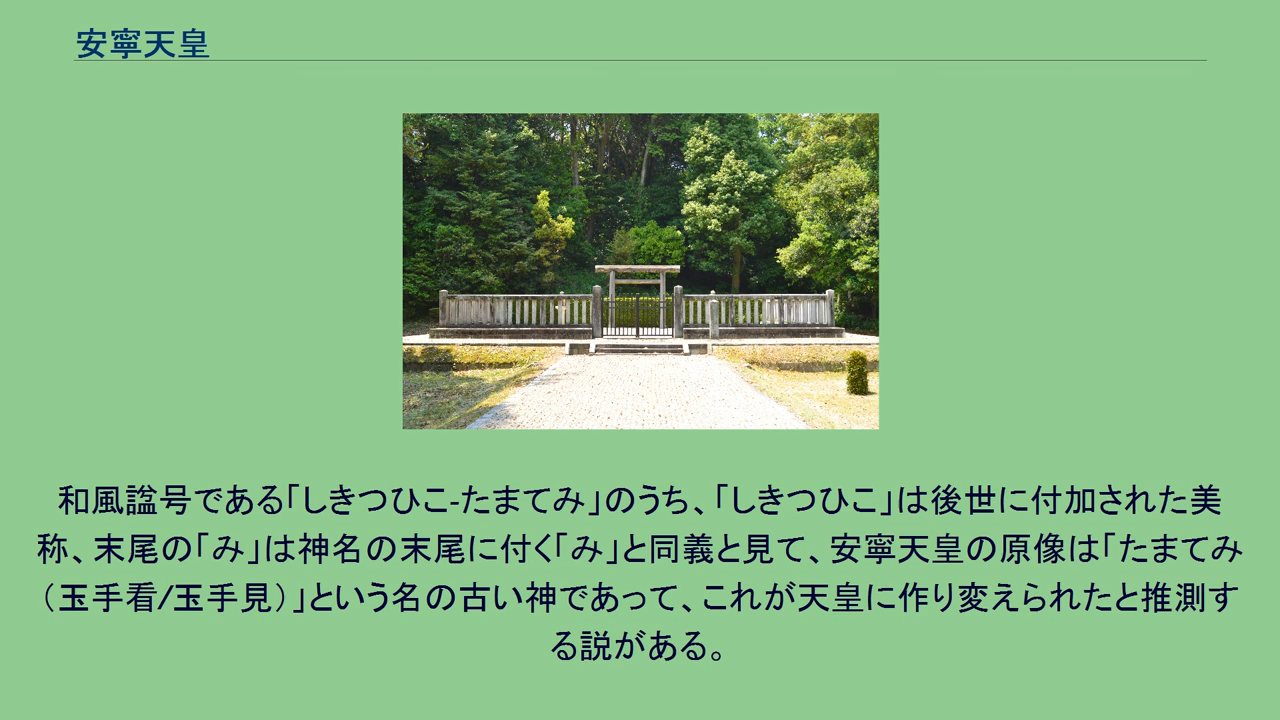 安寧天皇
和風諡号である「しきつひこ-たまてみ」のうち、「しきつひこ」は後世に付加された美
称、末尾の「み」は神名の末尾に付く「み」と同義と見て、安寧天皇の原像は「たまてみ
（玉手看/玉手見）」という名の古い神であって、これが天皇に作り変えられたと推測す
る説がある。